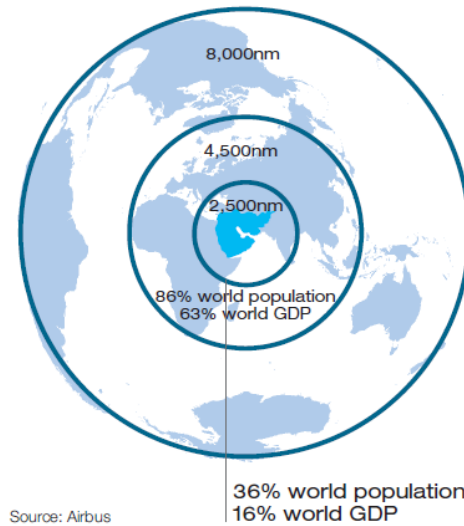 8,000nm
4,500nm
2,500nm
86% world population
63% world GDP
36% world population
16% world GDP
Source: Airbus